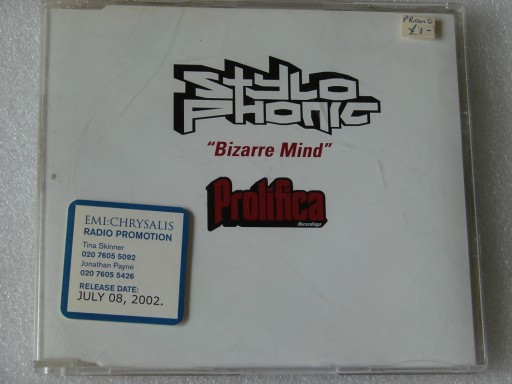 PROMO
£1-
Stylo
Phonic
"Bizarre Mind"
Prolifica
Recordings
EMI:CHRYSALIS
RADIO PROMOTION
Tina Skinner
020 7605 5092
Jonathan Payne
020 7605 5426
RELEASE DATE:
JULY 08, 2002.